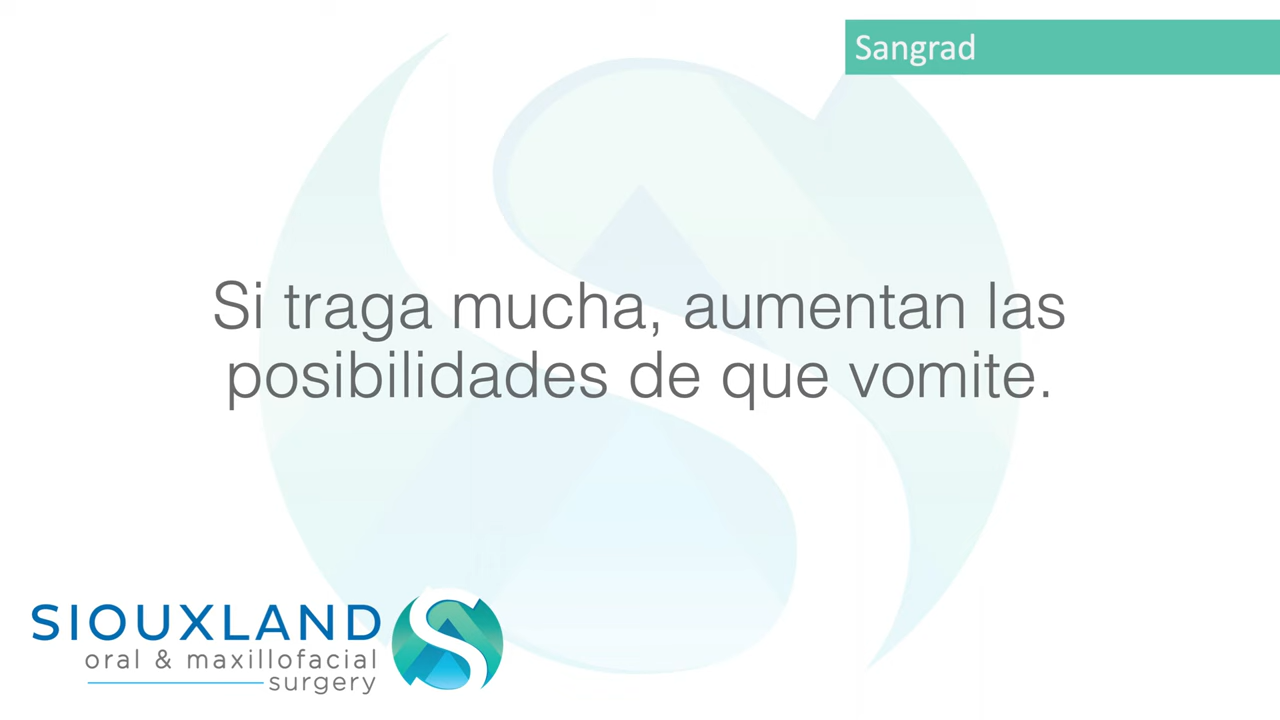 Sangrad
Si traga mucha, aumentan las
posibilidades de que vomite.
SIOUXLAND
oral & maxillofacial
surgery